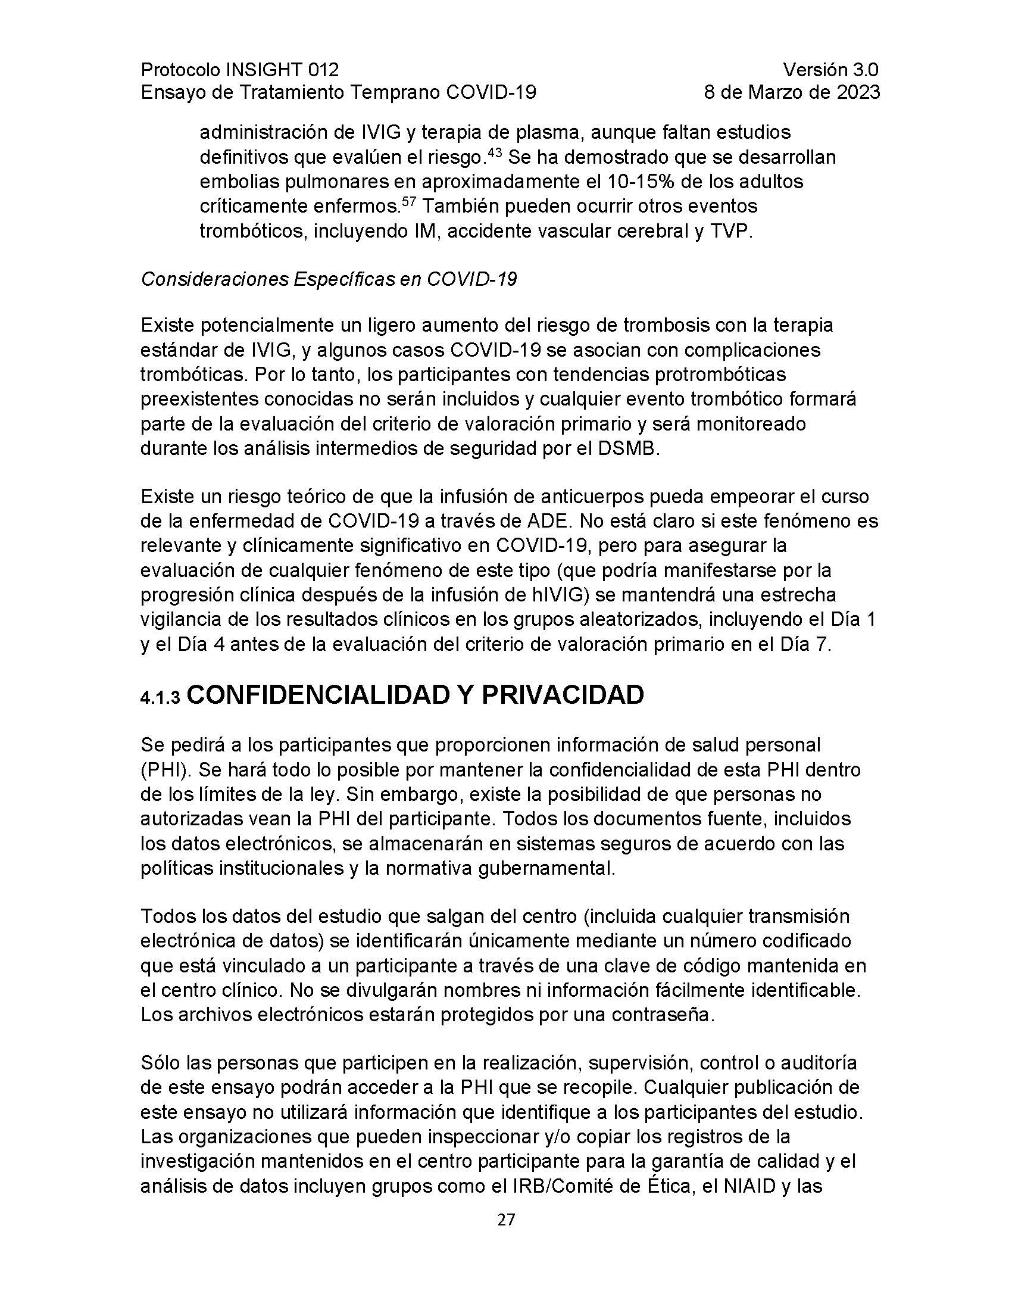 Protocolo INSIGHT 012 Versión 3.0
Ensayo de Tratamiento Temprano COVID-19 8 de Marzo de 2023
administración de IVIG y terapia de plasma, aunque faltan estudios
definitivos que evalúen el riesgo.43 Se ha demostrado que se desarrollan
embolias pulmonares en aproximadamente el 10-15% de los adultos
críticamente enfermos.57 También pueden ocurrir otros eventos
trombóticos, incluyendo IM, accidente vascular cerebral y TVP.
Consideraciones Específicas en COVID-19
Existe potencialmente un ligero aumento del riesgo de trombosis con la terapia
estándar de IVIG, y algunos casos COVID-19 se asocian con complicaciones
trombóticas. Por lo tanto, los participantes con tendencias protrombóticas
preexistentes conocidas no serán incluidos y cualquier evento trombótico formará
parte de la evaluación del criterio de valoración primario y será monitoreado
durante los análisis intermedios de seguridad por el DSMB.
Existe un riesgo teórico de que la infusión de anticuerpos pueda empeorar el curso
de la enfermedad de COVID-19 a través de ADE. No está claro si este fenómeno es
relevante y clínicamente significativo en COVID-19, pero para asegurar la
evaluación de cualquier fenómeno de este tipo (que podría manifestarse por la
progresión clínica después de la infusión de hIVIG) se mantendrá una estrecha
vigilancia de los resultados clínicos en los grupos aleatorizados, incluyendo el Día 1
y el Día 4 antes de la evaluación del criterio de valoración primario en el Día 7.
4.1.3 CONFIDENCIALIDAD Y PRIVACIDAD
Se pedirá a los participantes que proporcionen información de salud personal
(PHI). Se hará todo lo posible por mantener la confidencialidad de esta PHI dentro
de los límites de la ley. Sin embargo, existe la posibilidad de que personas no
autorizadas vean la PHI del participante. Todos los documentos fuente, incluidos
los datos electrónicos, se almacenarán en sistemas seguros de acuerdo con las
políticas institucionales y la normativa gubernamental.
Todos los datos del estudio que salgan del centro (incluida cualquier transmisión
electrónica de datos) se identificarán únicamente mediante un número codificado
que está vinculado a un participante a través de una clave de código mantenida en
el centro clínico. No se divulgarán nombres ni información fácilmente identificable.
Los archivos electrónicos estarán protegidos por una contraseña.
Sólo las personas que participen en la realización, supervisión, control o auditoría
de este ensayo podrán acceder a la PHI que se recopile. Cualquier publicación de
este ensayo no utilizará información que identifique a los participantes del estudio.
Las organizaciones que pueden inspeccionar y/o copiar los registros de la
investigación mantenidos en el centro participante para la garantía de calidad y el
análisis de datos incluyen grupos como el IRB/Comité de Ética, el NIAID y las
27